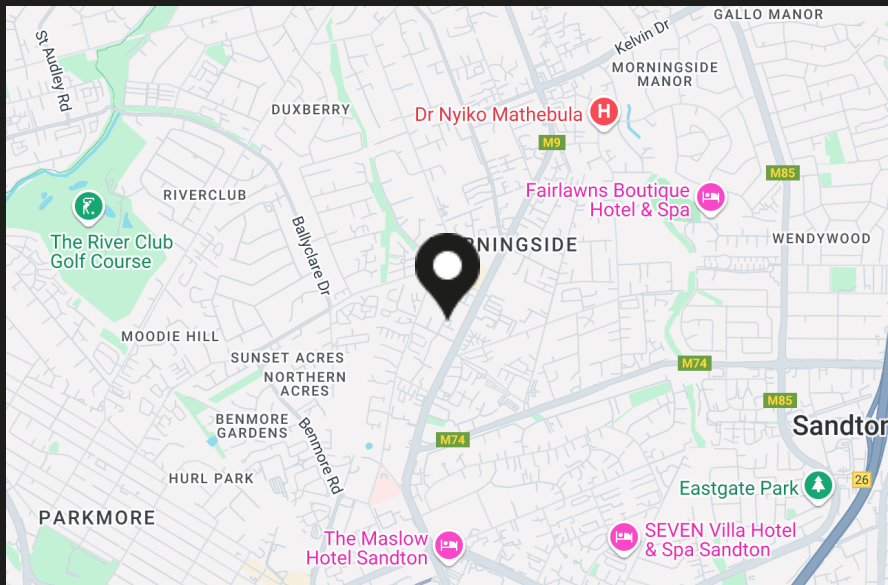 GALLO MANOR
St Audley Rd
Kelvin Dr
MORNINGSIDE
MANOR
DUXBERRY
Dr Nyiko Mathebula
H
M9
M85
RIVERCLUB
Fairlawns Boutique
Hotel & Spa
The River Club
Golf Course
Ballyclare Dr
RNINGSIDE
WENDYWOOD
MOODIE HILL
SUNSET ACRES
NORTHERN
ACRES
M74
M85
BENMORE
GARDENS
Benmore Rd
M74
Sandton
HURL PARK
Eastgate Park
26
PARKMORE
The Maslow
Hotel Sandton
SEVEN Villa Hotel
& Spa Sandton